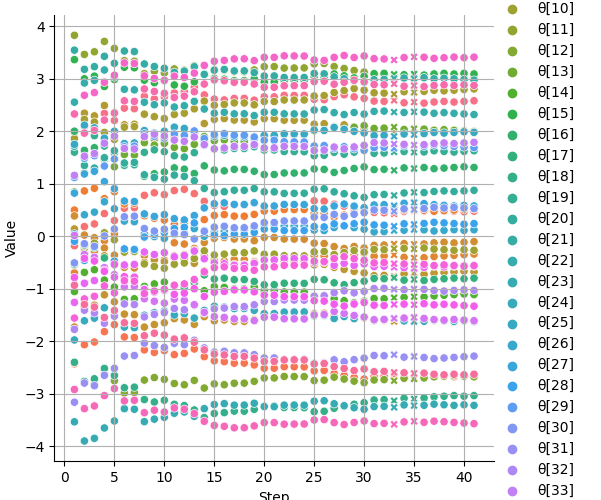 4
3
2
1
0
−1
−2
−3
−4
Value
0
5
10
15
20
25
30
35
40
Step
θ[10]
θ[11]
θ[12]
θ[13]
θ[14]
θ[15]
θ[16]
θ[17]
θ[18]
θ[19]
θ[20]
θ[21]
θ[22]
θ[23]
θ[24]
θ[25]
θ[26]
θ[27]
θ[28]
θ[29]
θ[30]
θ[31]
θ[32]
θ[33]